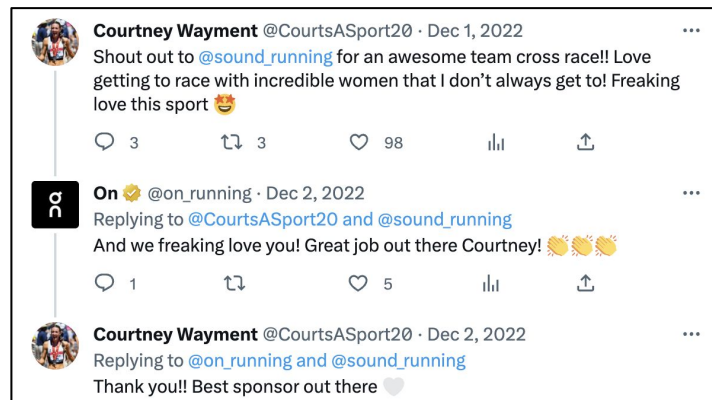 Courtney Wayment @CourtsASport20 · Dec 1, 2022
Shout out to @sound_running for an awesome team cross race!! Love
getting to race with incredible women that I don’t always get to! Freaking
love this sport 🤩
3 3 98
On @on_running · Dec 2, 2022
Replying to @CourtsASport20 and @sound_running
And we freaking love you! Great job out there Courtney! 👏👏👏
1 5
Courtney Wayment @CourtsASport20 · Dec 2, 2022
Replying to @on_running and @sound_running
Thank you!! Best sponsor out there 🤍